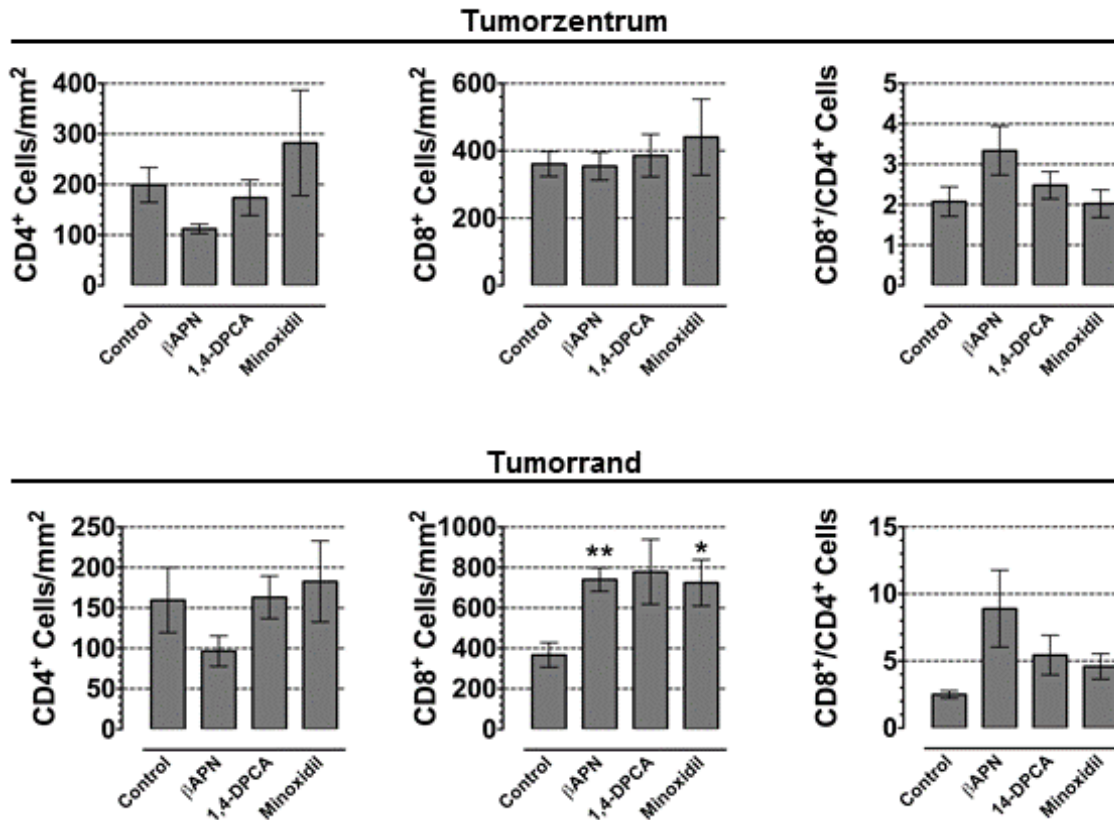 Tumorzentrum
CD4⁺ Cells/mm²
400
300
200
100
0
Control
βAPN
1,4-DPCA
Minoxidil
CD8⁺ Cells/mm²
600
400
200
0
Control
βAPN
1,4-DPCA
Minoxidil
CD8⁺/CD4⁺ Cells
5
4
3
2
1
0
Control
βAPN
1,4-DPCA
Minoxidil
Tumorrand
CD4⁺ Cells/mm²
250
200
150
100
50
0
Control
βAPN
1,4-DPCA
Minoxidil
CD8⁺ Cells/mm²
1000
800
600
400
200
0
**
*
Control
βAPN
1,4-DPCA
Minoxidil
CD8⁺/CD4⁺ Cells
15
10
5
0
Control
βAPN
14-DPCA
Minoxidil